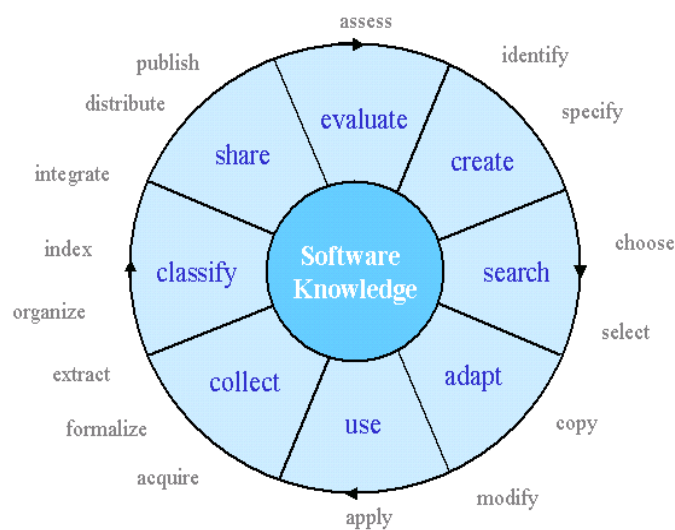 assess
identify
publish
distribute
specify
evaluate
share
create
integrate
index
choose
classify
Software
Knowledge
search
organize
select
extract
collect
adapt
formalize
use
copy
acquire
modify
apply